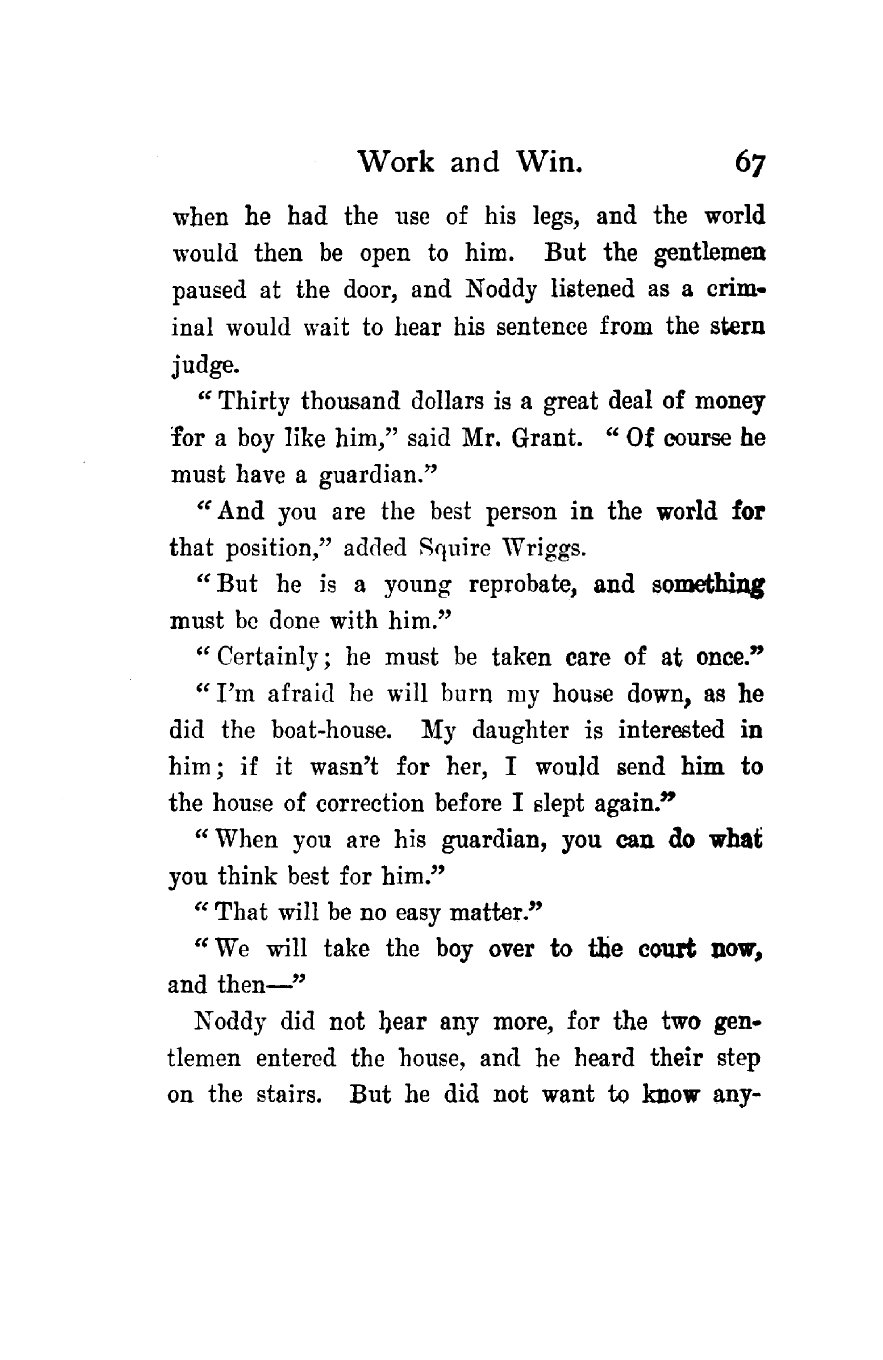 Work and Win. 67
when he had the use of his legs, and the world
would then be open to him. But the gentlemen
paused at the door, and Noddy listened as a crim-
inal would wait to hear his sentence from the stern
judge.
“Thirty thousand dollars is a great deal of money
for a boy like him,” said Mr. Grant. “Of course he
must have a guardian.”
“And you are the best person in the world for
that position,” added Squire Wriggs.
“But he is a young reprobate, and something
must be done with him.”
“Certainly; he must be taken care of at once.”
“I’m afraid he will burn my house down, as he
did the boat-house. My daughter is interested in
him; if it wasn’t for her, I would send him to
the house of correction before I slept again.”
“When you are his guardian, you can do what
you think best for him.”
“That will be no easy matter.”
“We will take the boy over to the court now,
and then—”
Noddy did not hear any more, for the two gen-
tlemen entered the house, and he heard their step
on the stairs. But he did not want to know any-